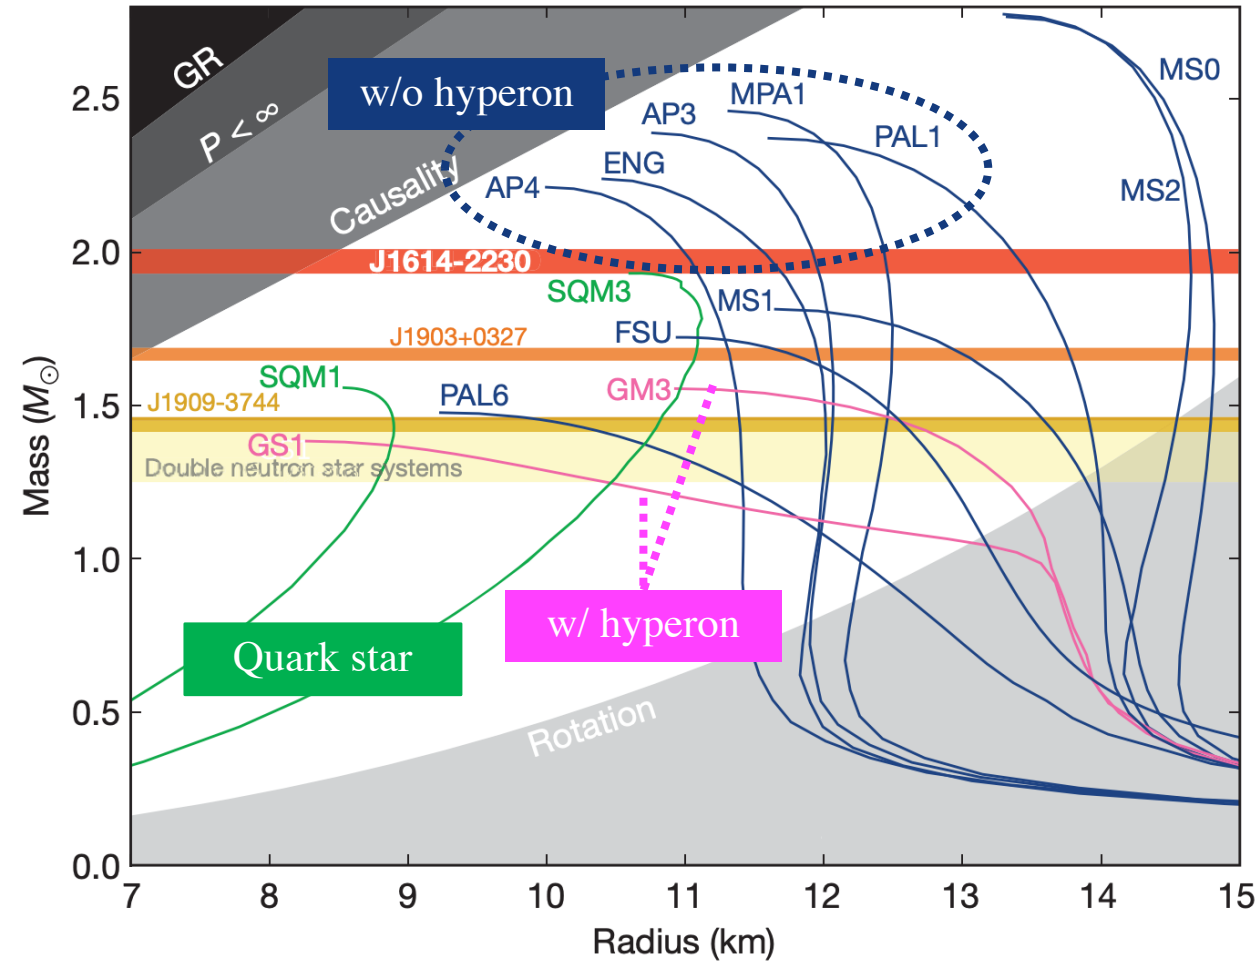 GR
P < ∞
Causality
w/o hyperon
MPA1
AP3
PAL1
ENG
AP4
MS0
MS2
J1614-2230
SQM3
MS1
FSU
J1903+0327
SQM1
GM3
PAL6
J1909-3744
GS1
Double neutron star systems
w/ hyperon
Quark star
Rotation
Mass (M☉)
2.5
2.0
1.5
1.0
0.5
0.0
7 8 9 10 11 12 13 14 15
Radius (km)